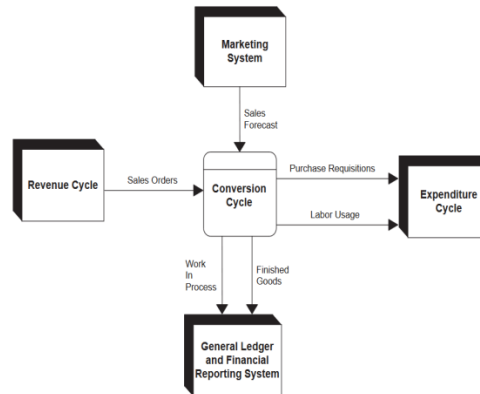 Marketing
System
Sales
Forecast
Revenue Cycle
Sales Orders
Conversion
Cycle
Purchase Requisitions
Labor Usage
Expenditure
Cycle
Work
In
Process
Finished
Goods
General Ledger
and Financial
Reporting System